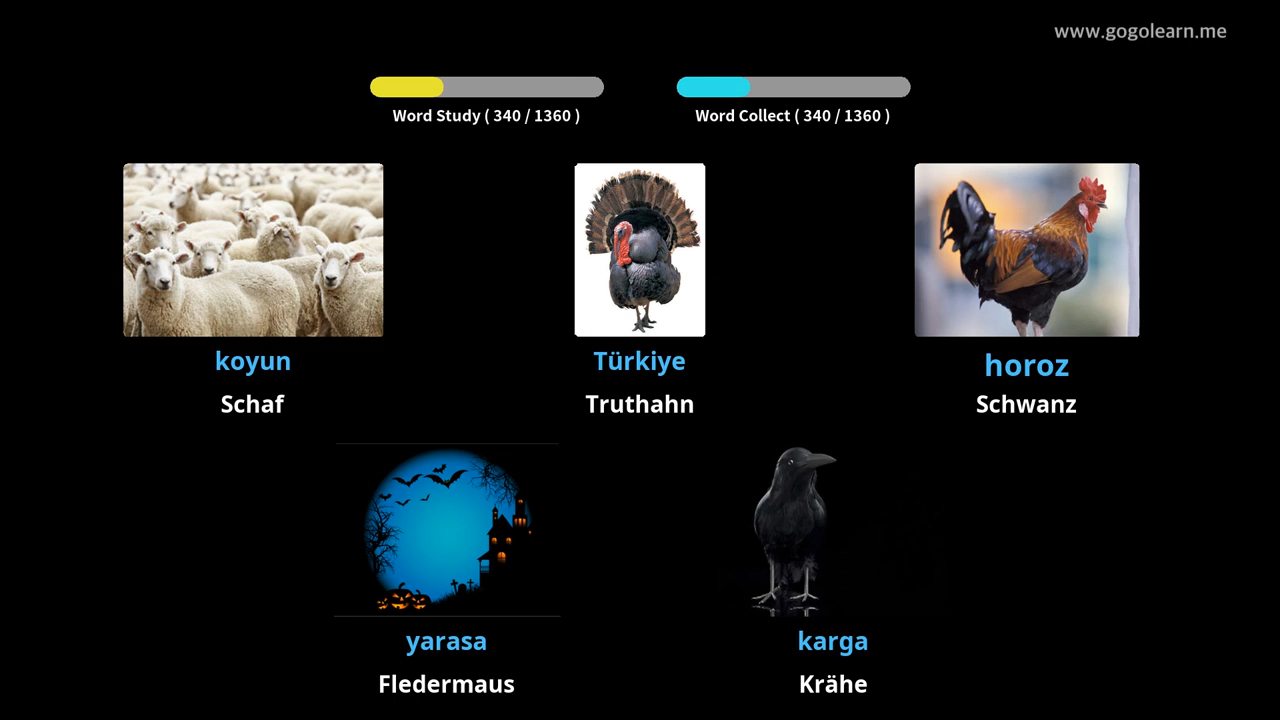 www.gogolearn.me
Word Study ( 340 / 1360 )
Word Collect ( 340 / 1360 )
koyun
Türkiye
horoz
Schaf
Truthahn
Schwanz
yarasa
karga
Fledermaus
Krähe